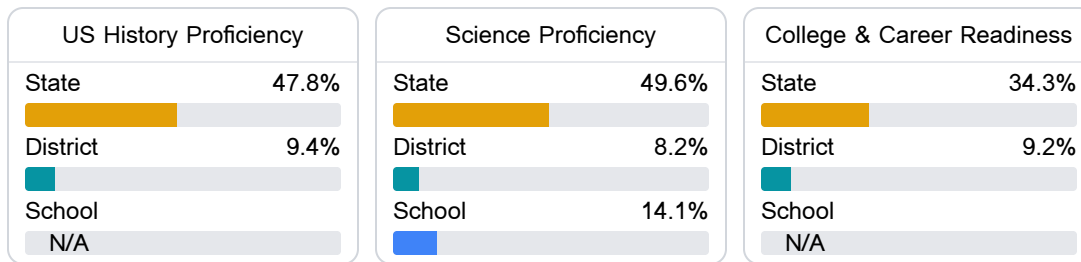 US History Proficiency
State 47.8%
District 9.4%
School
N/A
Science Proficiency
State 49.6%
District 8.2%
School 14.1%
College & Career Readiness
State 34.3%
District 9.2%
School
N/A